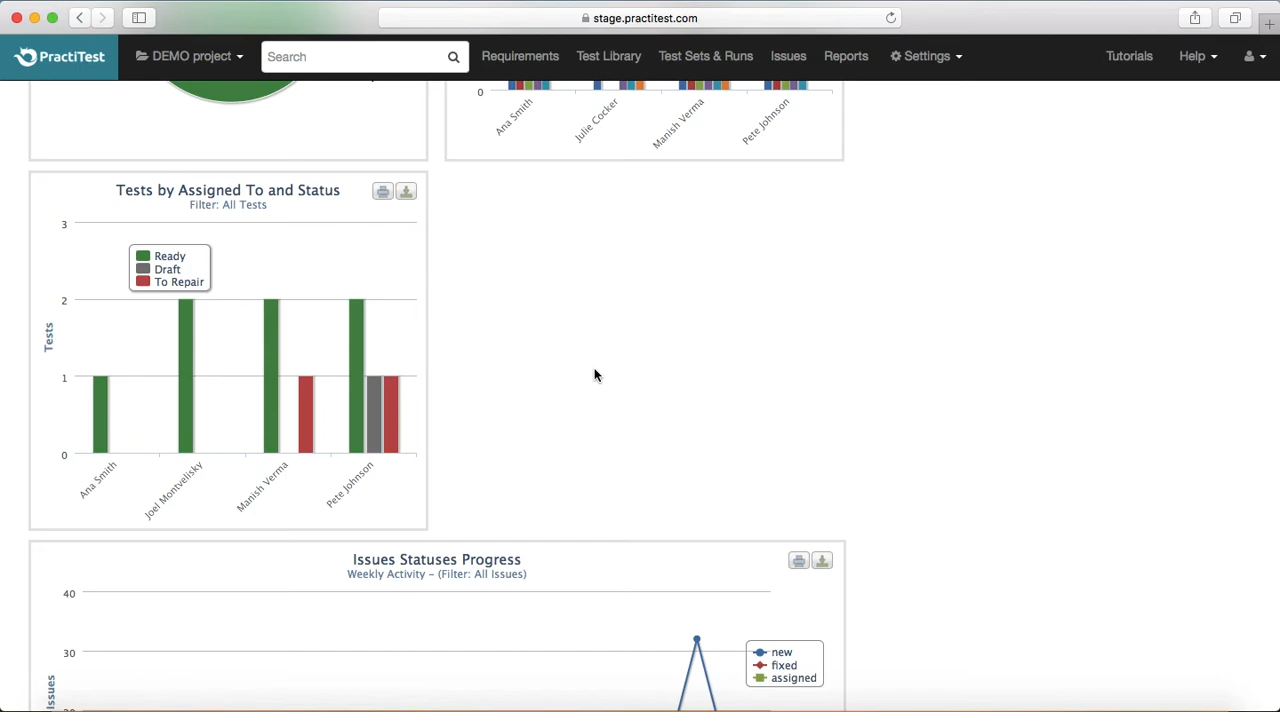 stage.practitest.com
PractiTest
DEMO project
Search
Requirements
Test Library
Test Sets & Runs
Issues
Reports
Settings
Tutorials
Help
0
Ana Smith
Julie Cocker
Manish Verma
Pete Johnson
Tests by Assigned To and Status
Filter: All Tests
3
Ready
Draft
To Repair
2
Tests
1
0
Ana Smith
Joel Montvelisky
Manish Verma
Pete Johnson
Issues Statuses Progress
Weekly Activity – (Filter: All Issues)
40
new
30
fixed
assigned
Issues